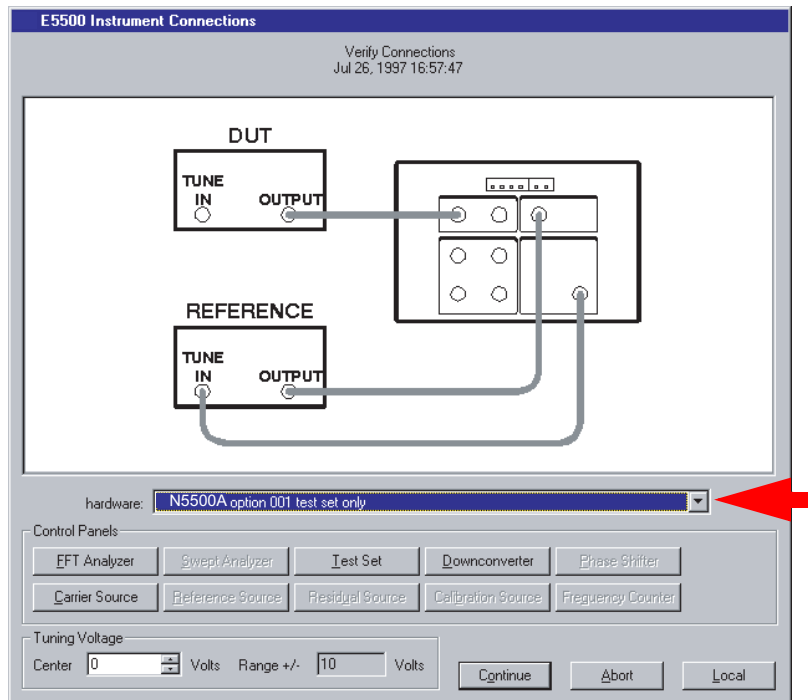 E5500 Instrument Connections
Verify Connections
Jul 26, 1997 16:57:47
DUT
TUNE
IN
OUTPUT
REFERENCE
TUNE
IN
OUTPUT
hardware: N5500A option 001 test set only
Control Panels
FFT Analyzer Swept Analyzer Test Set Downconverter Phase Shifter
Carrier Source Reference Source Residual Source Calibration Source Frequency Counter
Tuning Voltage
Center 0 Volts Range +/- 10 Volts
Continue Abort Local